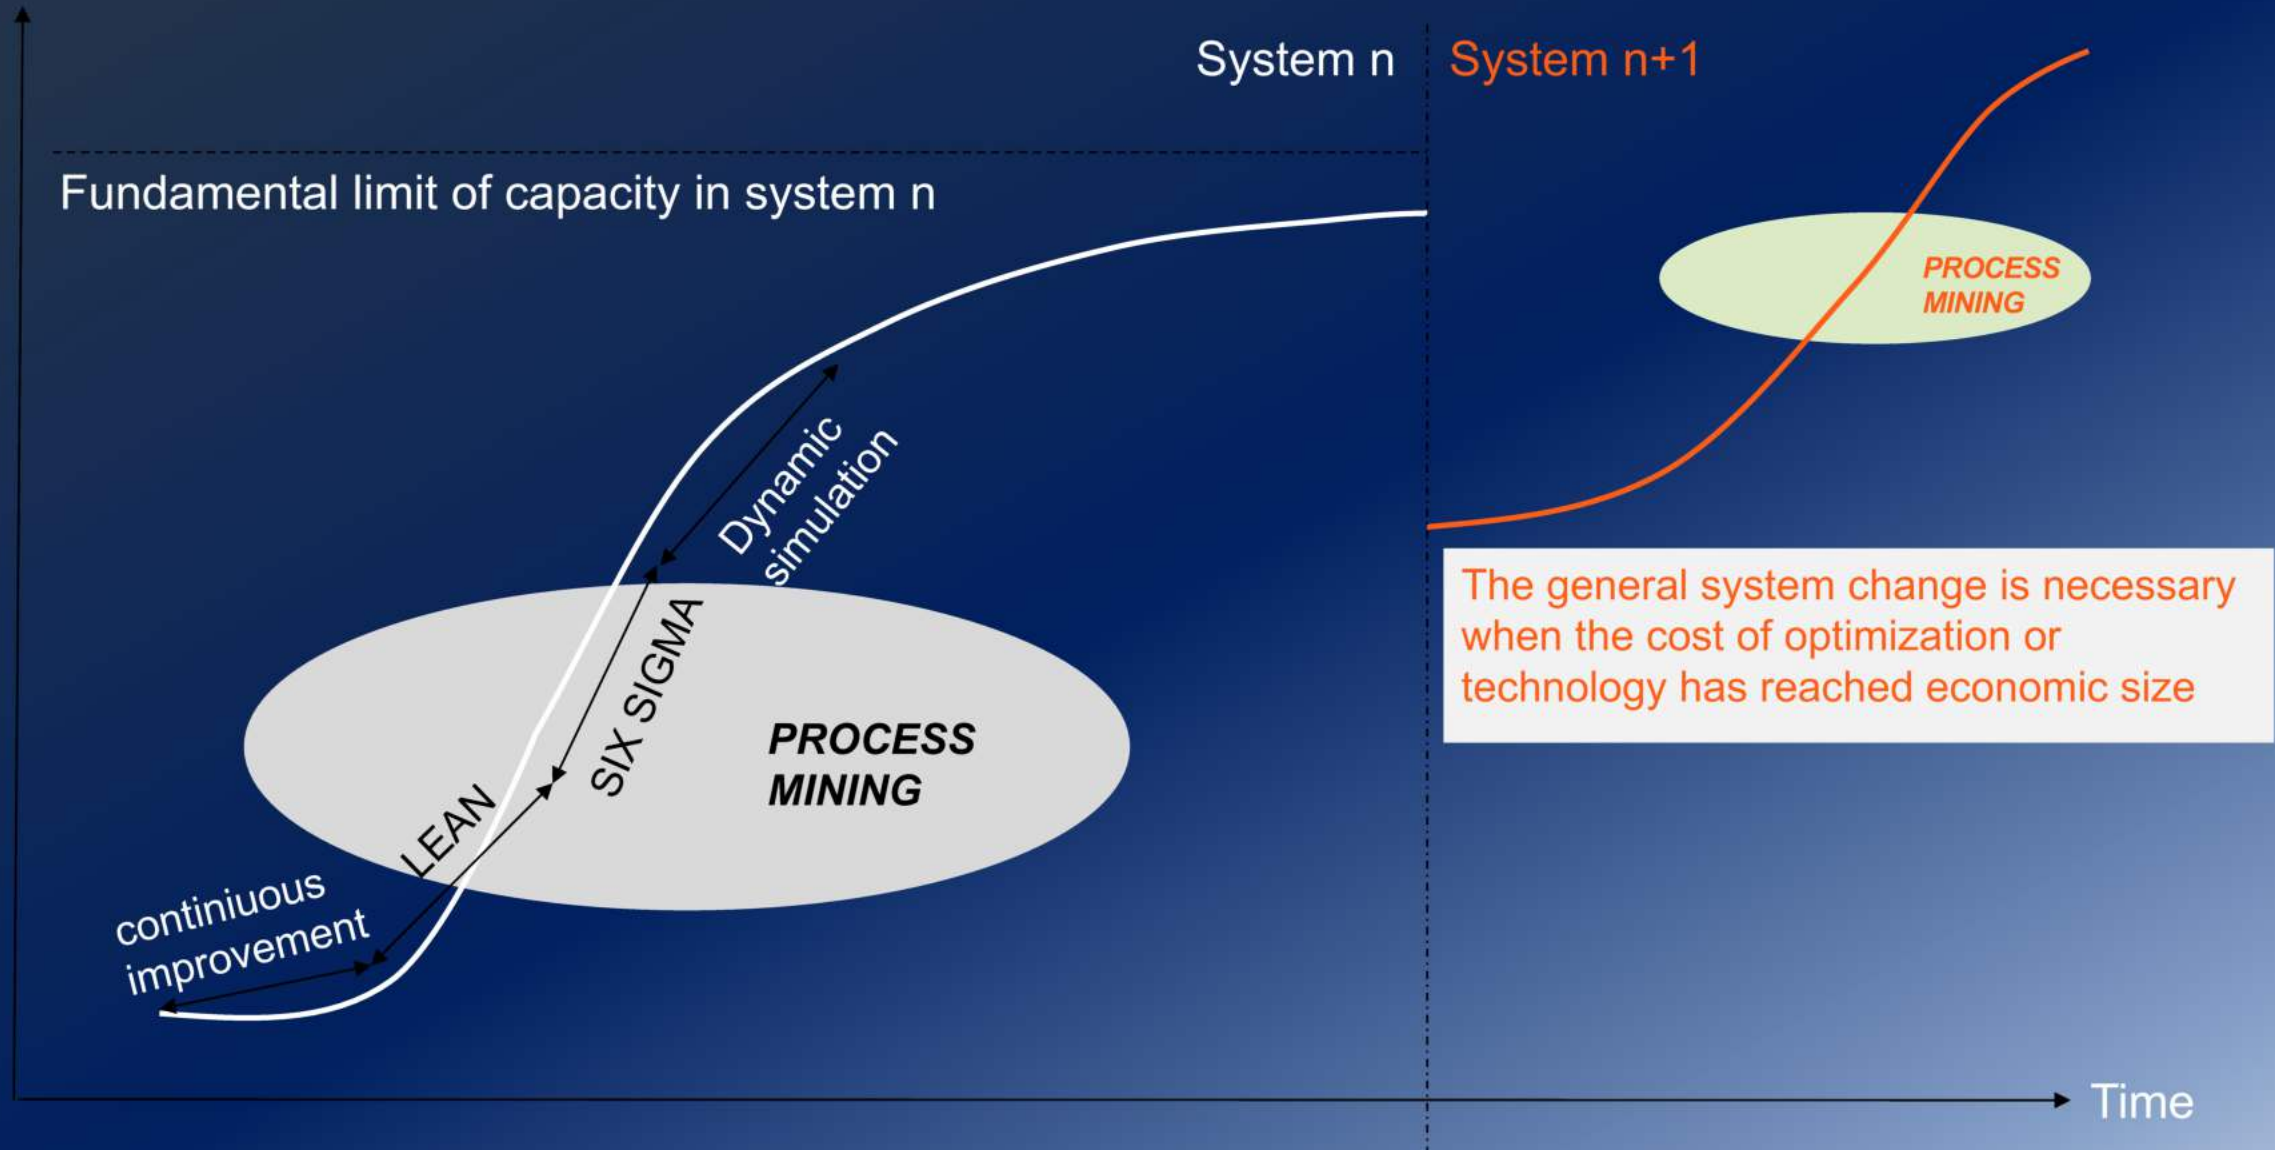 System n
System n+1
Fundamental limit of capacity in system n
PROCESS
MINING
Dynamic
simulation
The general system change is necessary
when the cost of optimization or
technology has reached economic size
SIX SIGMA
PROCESS
MINING
LEAN
continiuous
improvement
Time